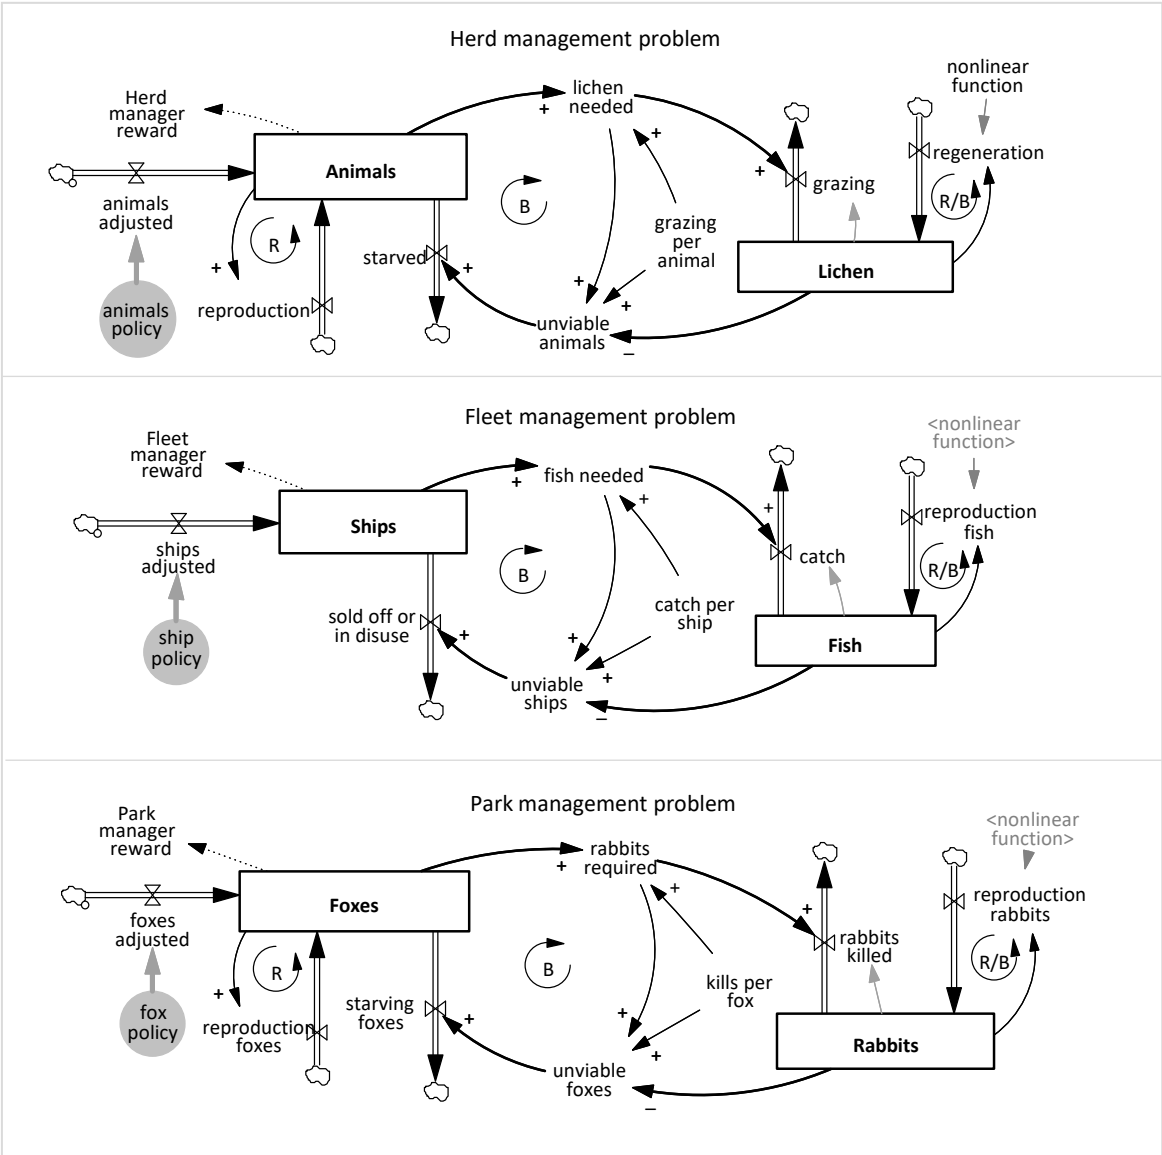 Herd management problem
Herd
manager
reward
lichen
needed
nonlinear
function
+
+
Animals
+
regeneration
grazing
R/B
animals
adjusted
B
R
grazing
per
animal
starved
Lichen
+
+
+
+
animals
policy
reproduction
unviable
animals
–
Fleet management problem
Fleet
manager
reward
<nonlinear
function>
fish needed
+
+
+
Ships
reproduction
fish
ships
adjusted
catch
B
R/B
catch per
ship
sold off or
in disuse
+
+
ship
policy
Fish
+
unviable
ships
–
Park management problem
Park
manager
reward
<nonlinear
function>
rabbits
required
+
+
Foxes
reproduction
rabbits
+
foxes
adjusted
rabbits
killed
R
B
R/B
kills per
fox
+
starving
foxes
+
+
fox
policy
reproduction
foxes
Rabbits
+
unviable
foxes
–